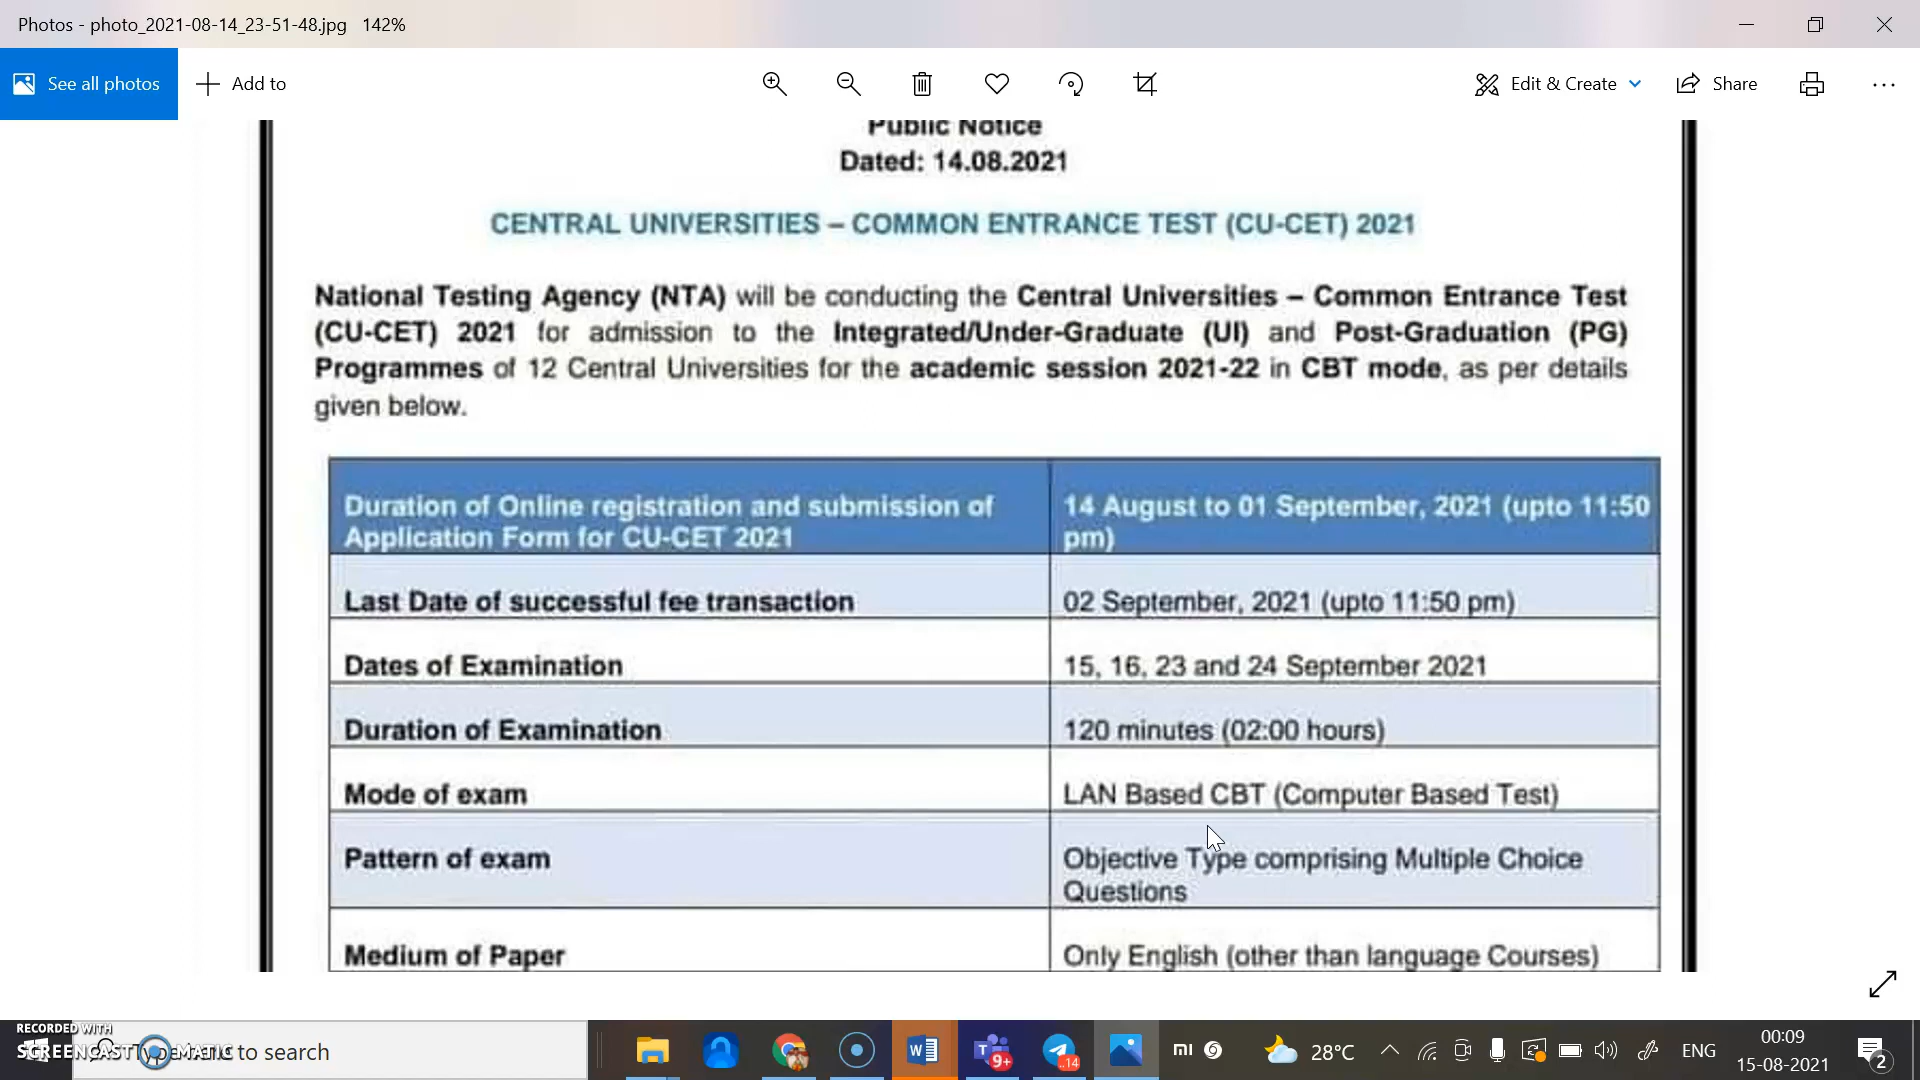 Photos - photo_2021-08-14_23-51-48.jpg 142%
See all photos
Add to
Edit & Create
Share
Public Notice
Dated: 14.08.2021
CENTRAL UNIVERSITIES – COMMON ENTRANCE TEST (CU-CET) 2021
National Testing Agency (NTA) will be conducting the Central Universities – Common Entrance Test
(CU-CET) 2021 for admission to the Integrated/Under-Graduate (UI) and Post-Graduation (PG)
Programmes of 12 Central Universities for the academic session 2021-22 in CBT mode, as per details
given below.
Duration of Online registration and submission of
Application Form for CU-CET 2021
14 August to 01 September, 2021 (upto 11:50
pm)
Last Date of successful fee transaction
02 September, 2021 (upto 11:50 pm)
Dates of Examination
15, 16, 23 and 24 September 2021
Duration of Examination
120 minutes (02:00 hours)
Mode of exam
LAN Based CBT (Computer Based Test)
Pattern of exam
Objective Type comprising Multiple Choice
Questions
Medium of Paper
Only English (other than language Courses)
RECORDED WITH
SCREENCAST MATIC
Type here to search
9+
14
mi
28°C
ENG
00:09
15-08-2021
2